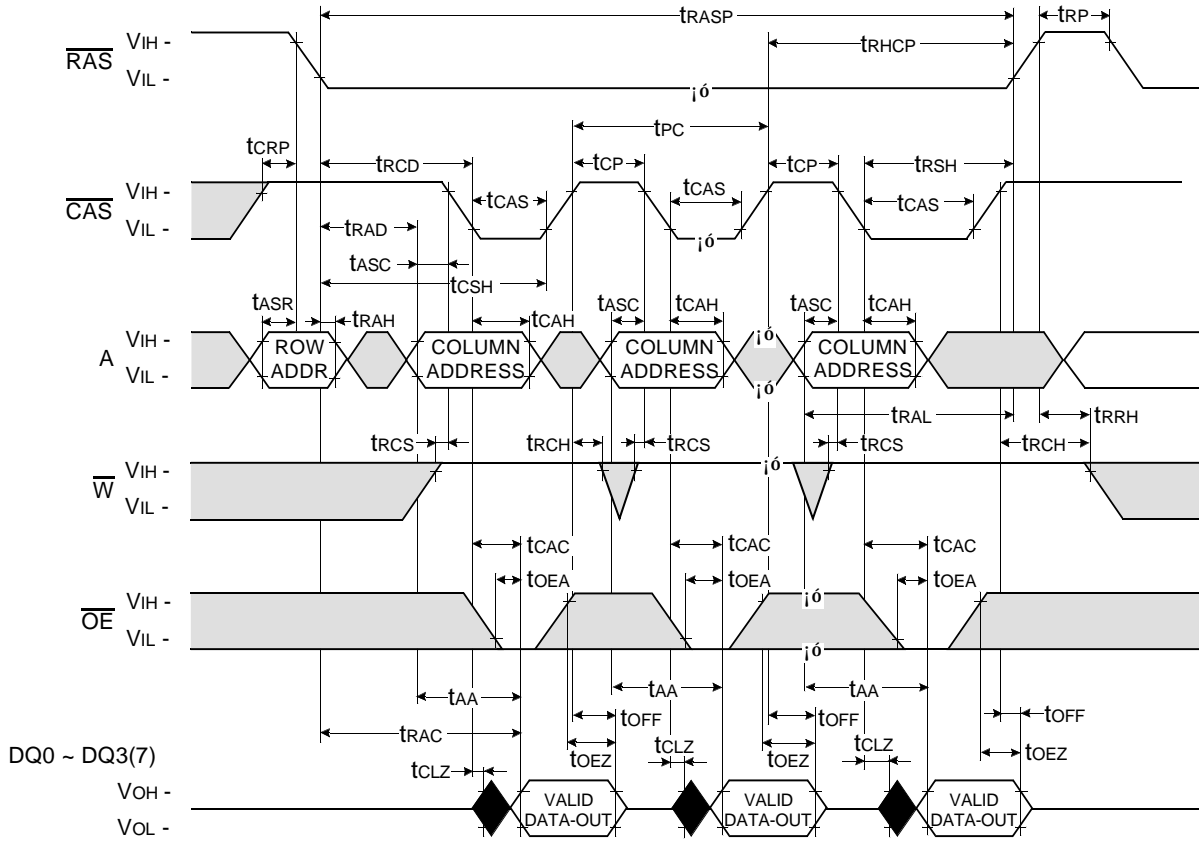 tRASP
tRP
tRHCP
RAS
VIH -
VIL -
¡ó
tPC
tCRP
tRCD
tCP
tCP
tRSH
CAS
VIH -
VIL -
tCAS
tCAS
tCAS
¡ó
tRAD
tASC
tCSH
tASR
tRAH
tCAH
tASC
tCAH
tASC
tCAH
A
VIH -
VIL -
ROW
ADDR
COLUMN
ADDRESS
COLUMN
ADDRESS
¡ó
¡ó
COLUMN
ADDRESS
tRAL
tRRH
tRCS
tRCH
tRCS
tRCS
tRCH
W
VIH -
VIL -
¡ó
tCAC
tCAC
tCAC
tOEA
tOEA
tOEA
OE
VIH -
VIL -
¡ó
¡ó
tAA
tAA
tAA
tOFF
tOFF
tOFF
tRAC
tOEZ
tCLZ
tOEZ
tCLZ
tOEZ
DQ0 ~ DQ3(7)
tCLZ
VOH -
VOL -
VALID
DATA-OUT
VALID
DATA-OUT
VALID
DATA-OUT